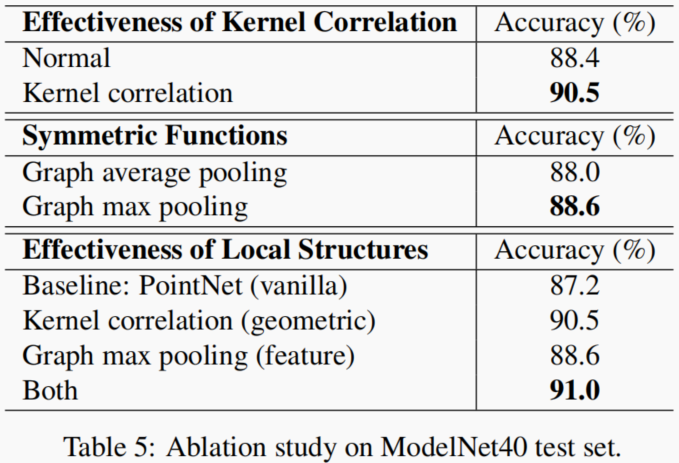 Effectiveness of Kernel Correlation Accuracy (%)
Normal 88.4
Kernel correlation 90.5
Symmetric Functions Accuracy (%)
Graph average pooling 88.0
Graph max pooling 88.6
Effectiveness of Local Structures Accuracy (%)
Baseline: PointNet (vanilla) 87.2
Kernel correlation (geometric) 90.5
Graph max pooling (feature) 88.6
Both 91.0
Table 5: Ablation study on ModelNet40 test set.